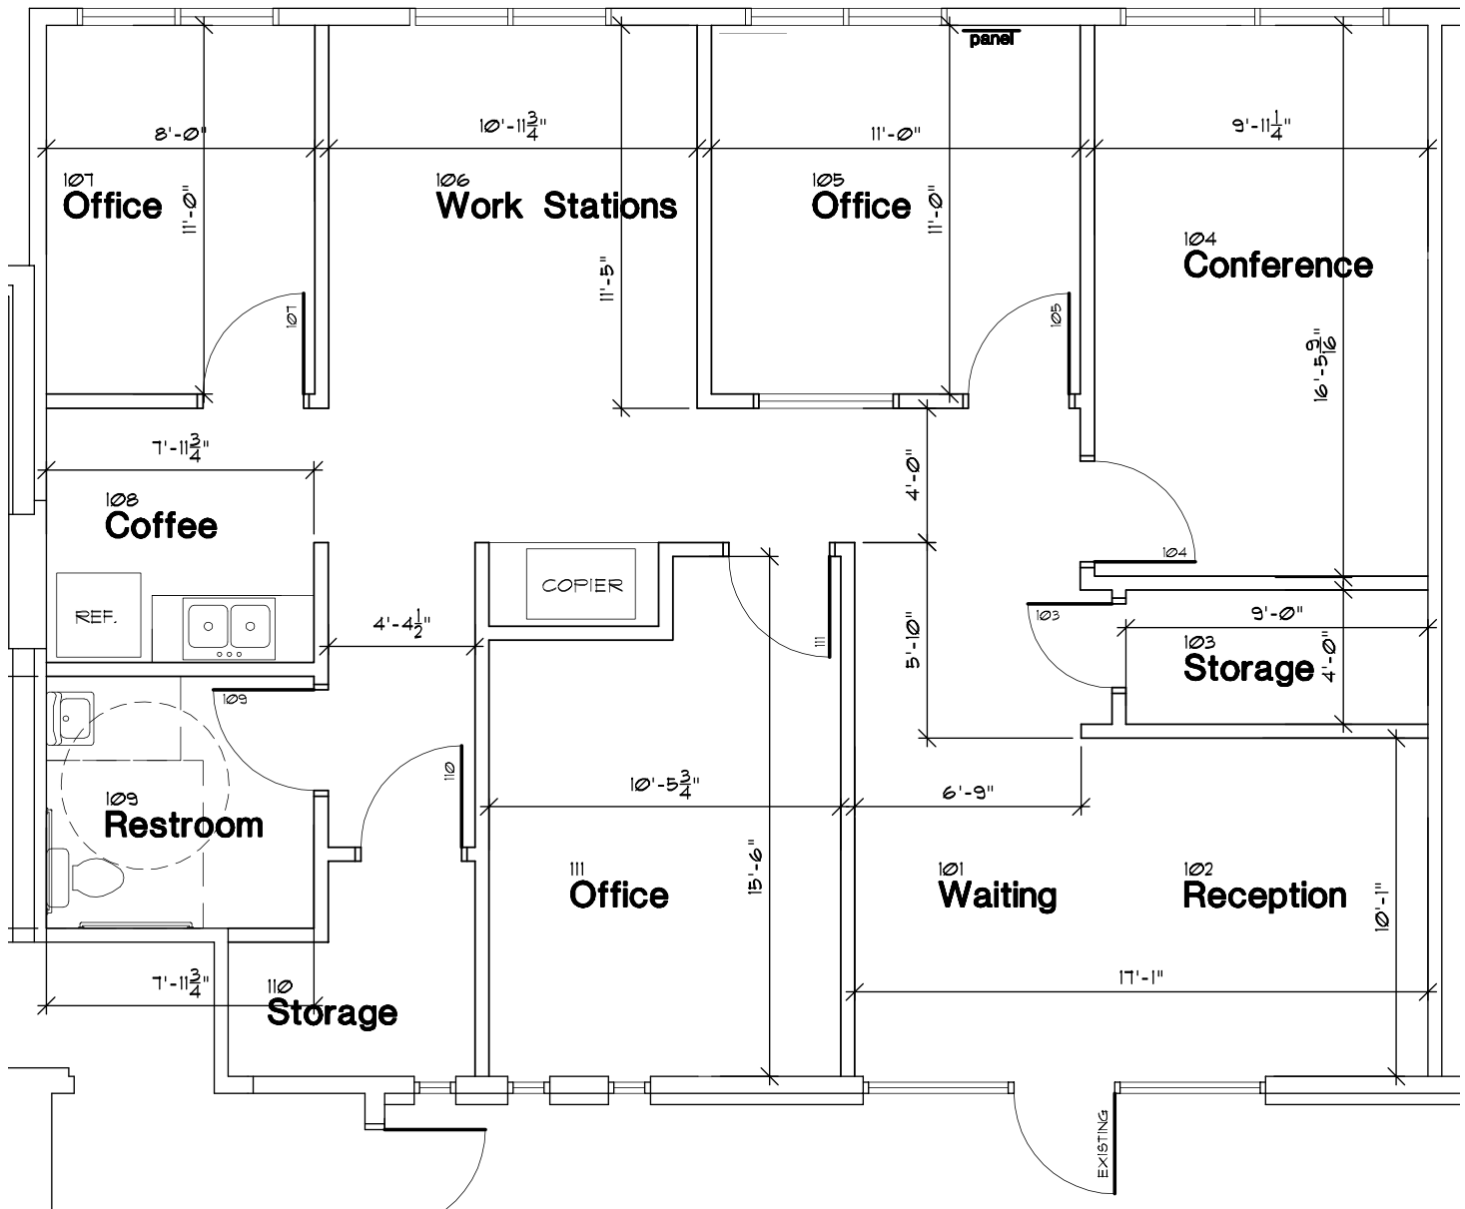 panel
8'-0"
10'-11 3/4"
11'-0"
9'-11 1/4"
107
Office
11'-0"
106
Work Stations
105
Office
11'-0"
104
Conference
11'-5"
107
105
16'-5 9/16"
7'-11 3/4"
4'-0"
108
Coffee
104
COPIER
REF.
4'-4 1/2"
111
5'-10"
103
9'-0"
103
Storage
4'-0"
109
110
10'-5 3/4"
6'-9"
109
Restroom
15'-6"
111
Office
101
Waiting
102
Reception
10'-1"
7'-11 3/4"
110
Storage
17'-1"
EXISTING